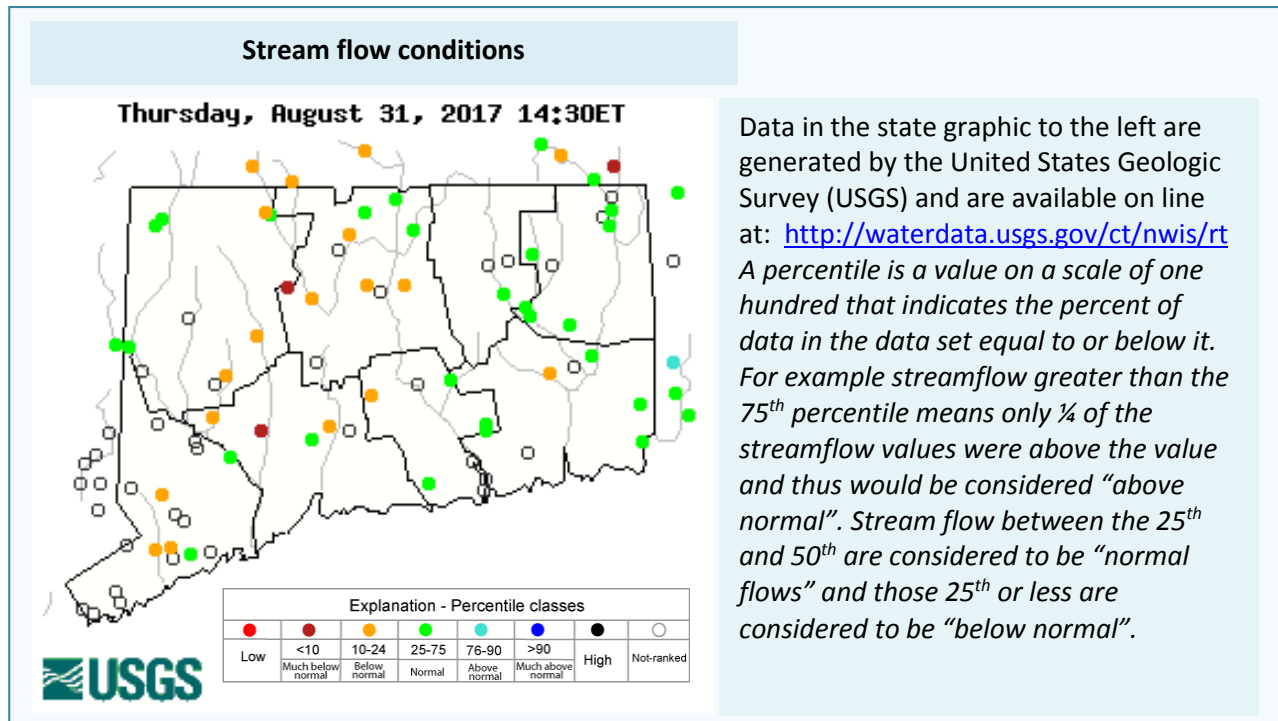 Stream flow conditions
Thursday, August 31, 2017 14:30ET
Explanation - Percentile classes
Low
<10
10-24
25-75
76-90
>90
High
Not-ranked
Much below
normal
Below
normal
Normal
Above
normal
Much above
normal
USGS
Data in the state graphic to the left are
generated by the United States Geologic
Survey (USGS) and are available on line
at: http://waterdata.usgs.gov/ct/nwis/rt
A percentile is a value on a scale of one
hundred that indicates the percent of
data in the data set equal to or below it.
For example streamflow greater than the
75th percentile means only ¼ of the
streamflow values were above the value
and thus would be considered “above
normal”. Stream flow between the 25th
and 50th are considered to be “normal
flows” and those 25th or less are
considered to be “below normal”.